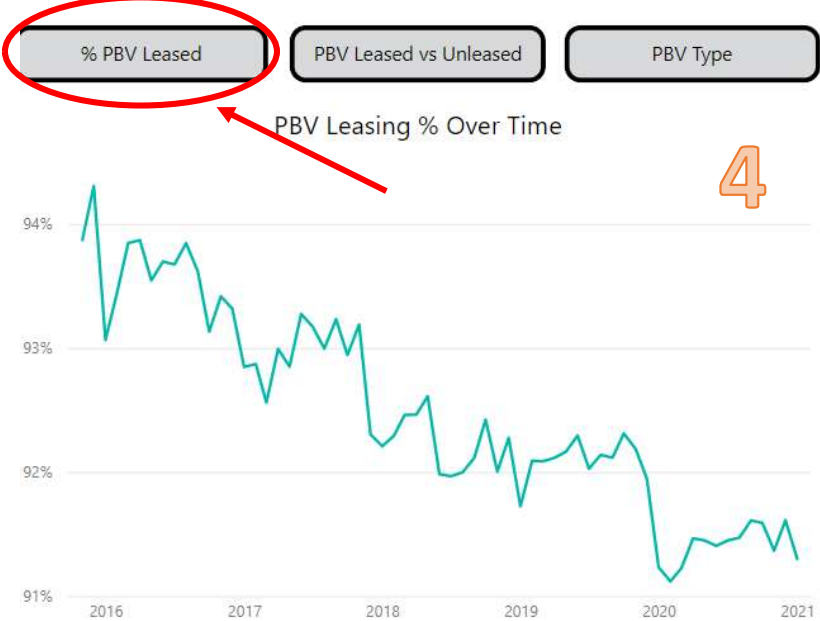 % PBV Leased
PBV Leased vs Unleased
PBV Type
PBV Leasing % Over Time
4
94%
93%
92%
91%
2016
2017
2018
2019
2020
2021